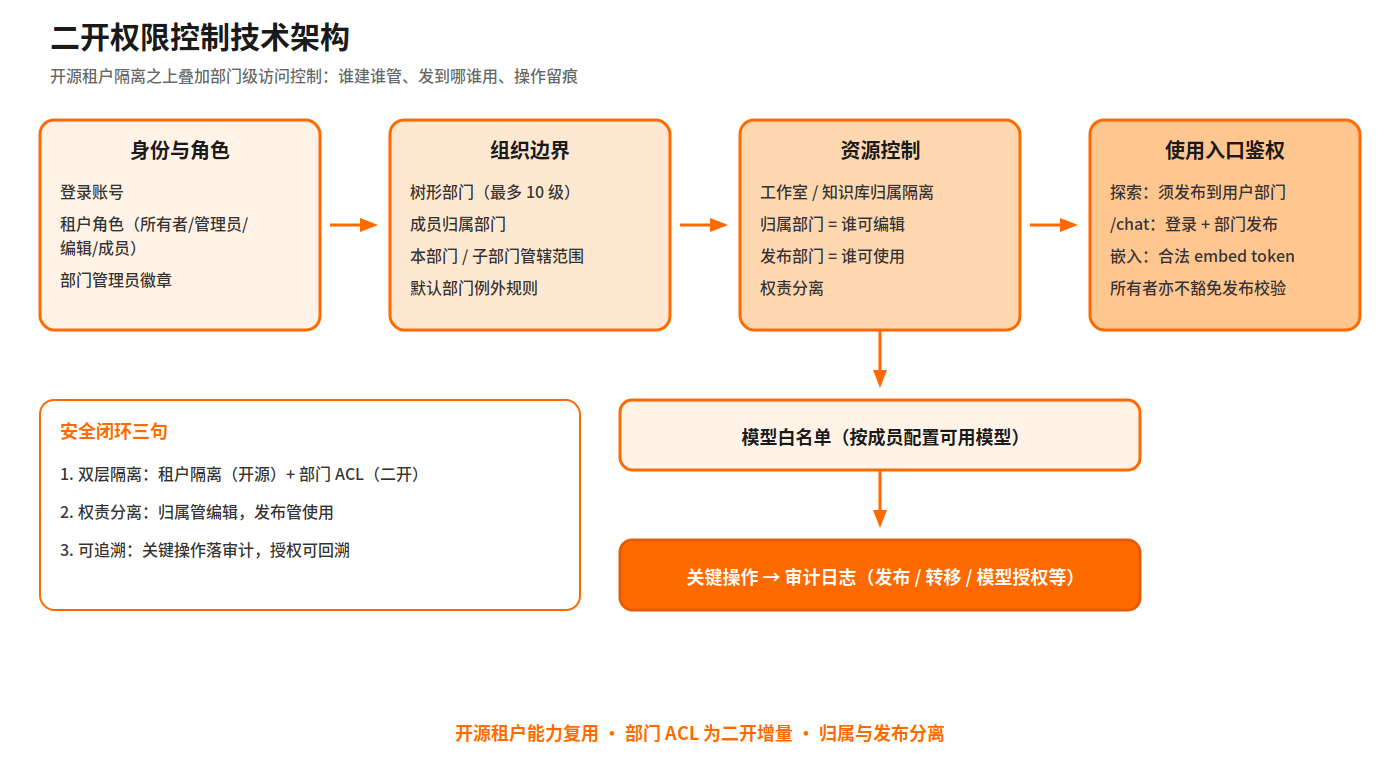 二开权限控制技术架构
开源租户隔离之上叠加部门级访问控制：谁建谁管、发到哪谁用、操作留痕
身份与角色
登录账号
租户角色（所有者/管理员/
编辑/成员）
部门管理员徽章
组织边界
树形部门（最多 10 级）
成员归属部门
本部门 / 子部门管辖范围
默认部门例外规则
资源控制
工作室 / 知识库归属隔离
归属部门 = 谁可编辑
发布部门 = 谁可使用
权责分离
使用入口鉴权
探索：须发布到用户部门
/chat：登录 + 部门发布
嵌入：合法 embed token
所有者亦不豁免发布校验
安全闭环三句
1. 双层隔离：租户隔离（开源）+ 部门 ACL（二开）
2. 权责分离：归属管编辑，发布管使用
3. 可追溯：关键操作落审计，授权可回溯
模型白名单（按成员配置可用模型）
关键操作 → 审计日志（发布 / 转移 / 模型授权等）
开源租户能力复用 · 部门 ACL 为二开增量 · 归属与发布分离